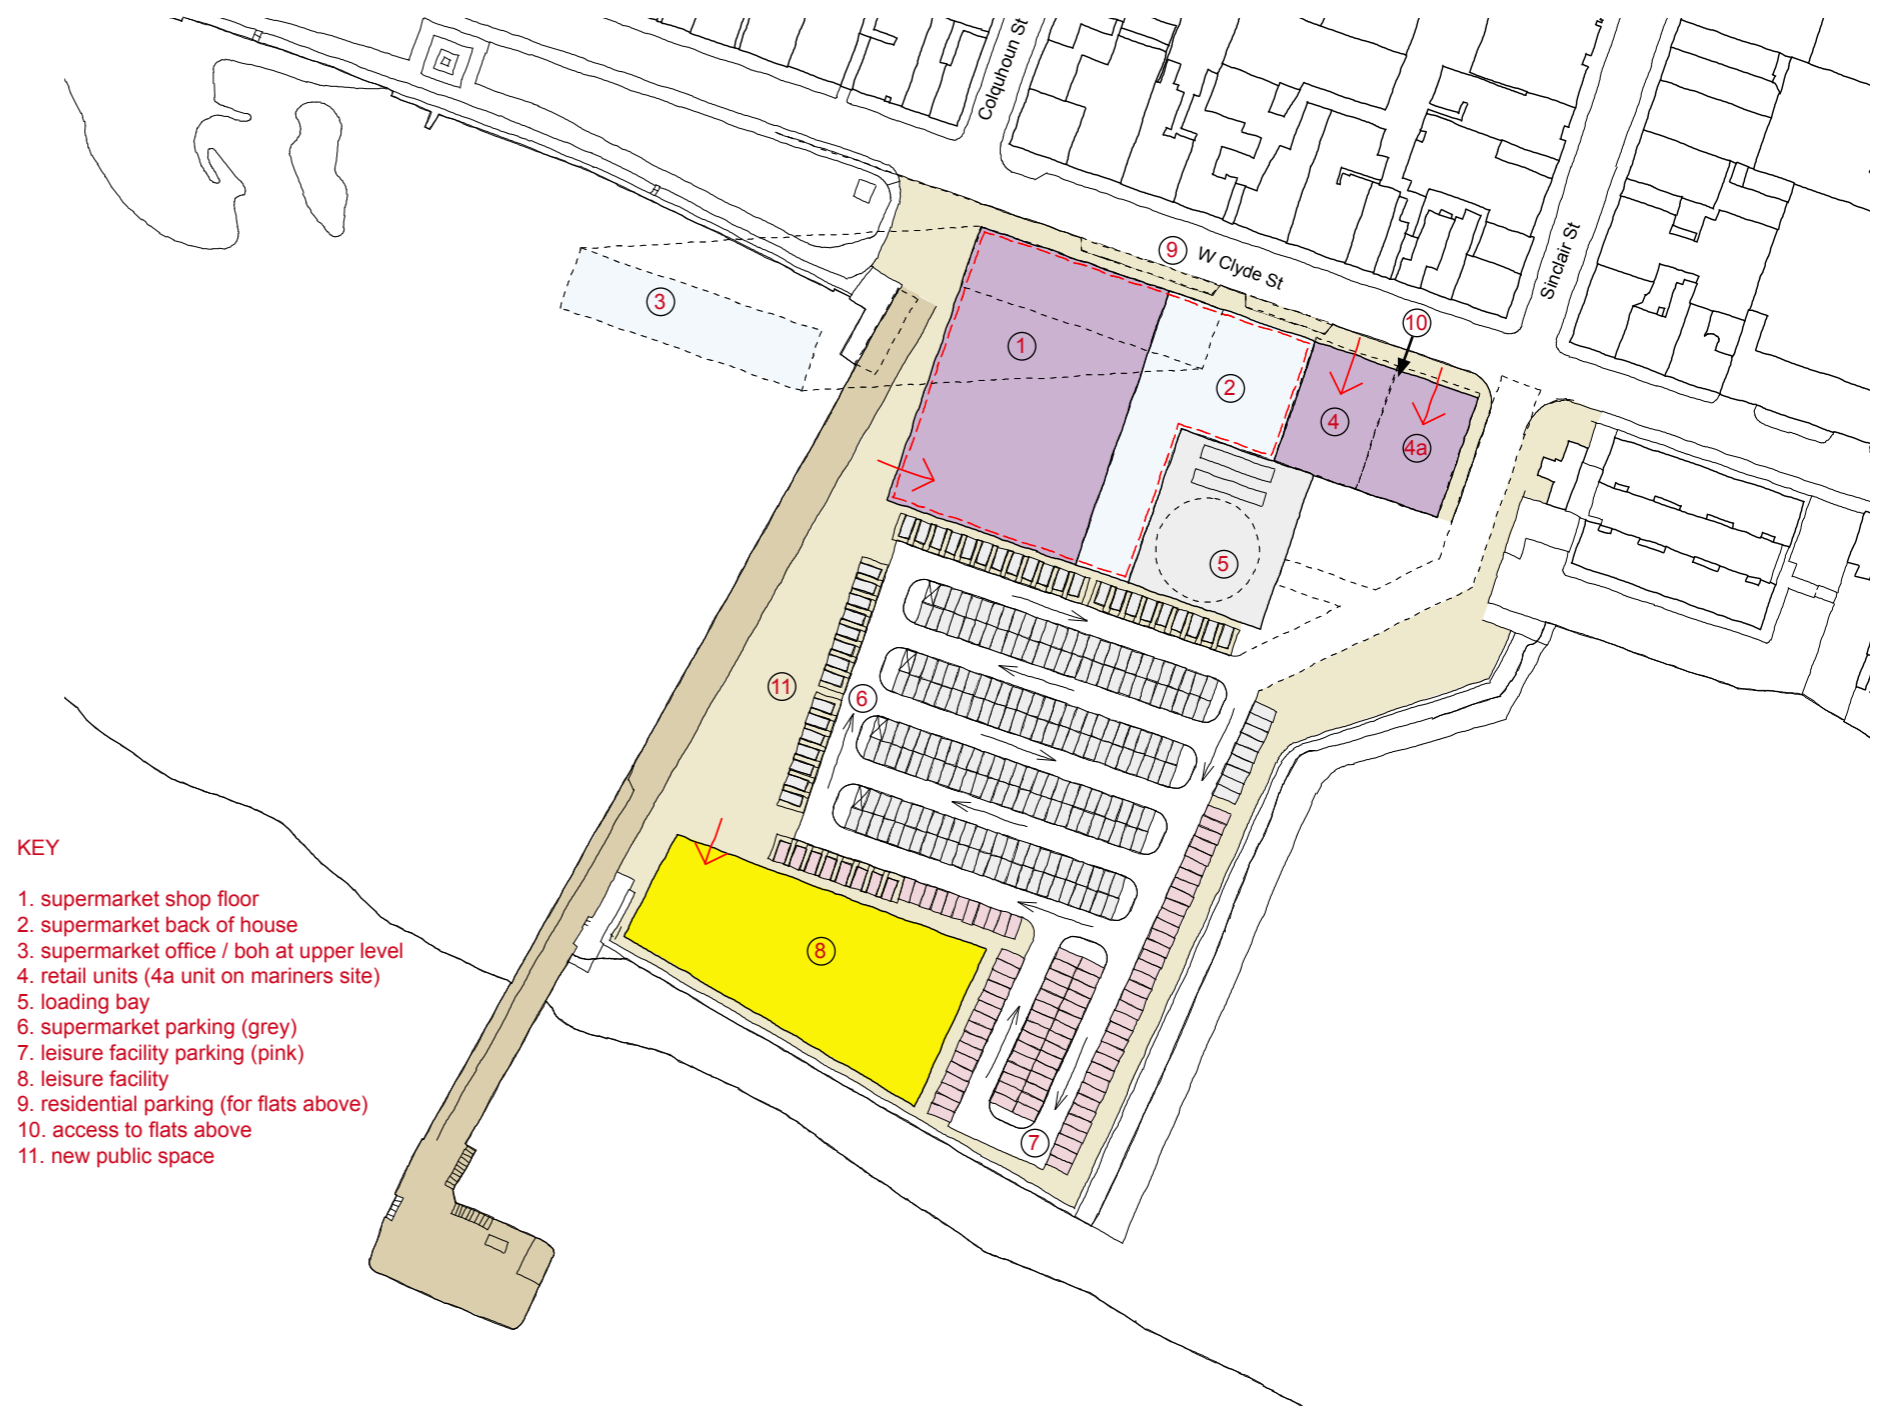 Colquhoun St
Sinclair St
9
W Clyde St
3
10
1
2
4
4a
5
11
6
8
7
KEY
1. supermarket shop floor
2. supermarket back of house
3. supermarket office / boh at upper level
4. retail units (4a unit on mariners site)
5. loading bay
6. supermarket parking (grey)
7. leisure facility parking (pink)
8. leisure facility
9. residential parking (for flats above)
10. access to flats above
11. new public space